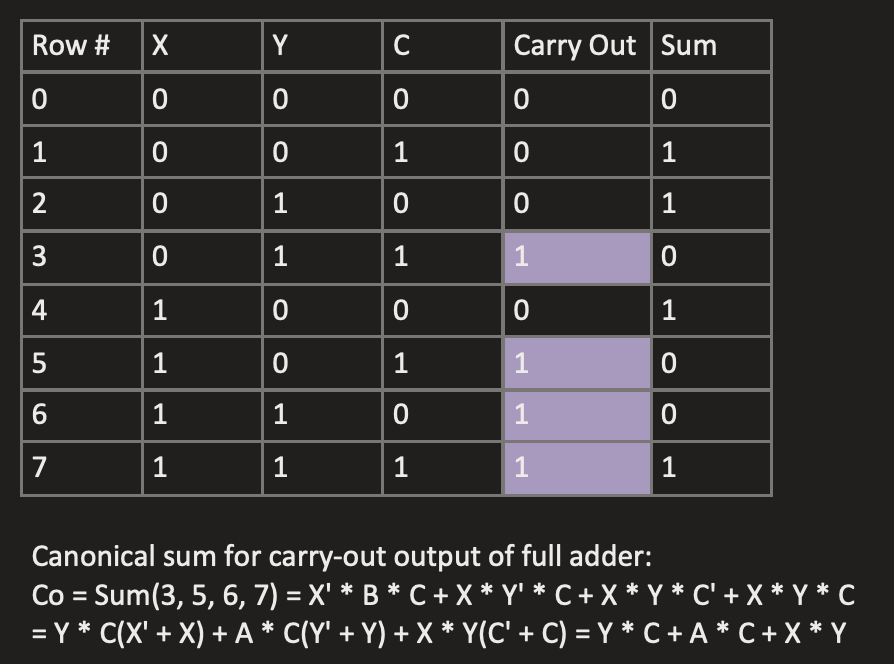 Row # X Y C Carry Out Sum
0 0 0 0 0 0
1 0 0 1 0 1
2 0 1 0 0 1
3 0 1 1 1 0
4 1 0 0 0 1
5 1 0 1 1 0
6 1 1 0 1 0
7 1 1 1 1 1
Canonical sum for carry-out output of full adder:
Co = Sum(3, 5, 6, 7) = X' * B * C + X * Y' * C + X * Y * C' + X * Y * C
= Y * C(X' + X) + A * C(Y' + Y) + X * Y(C' + C) = Y * C + A * C + X * Y